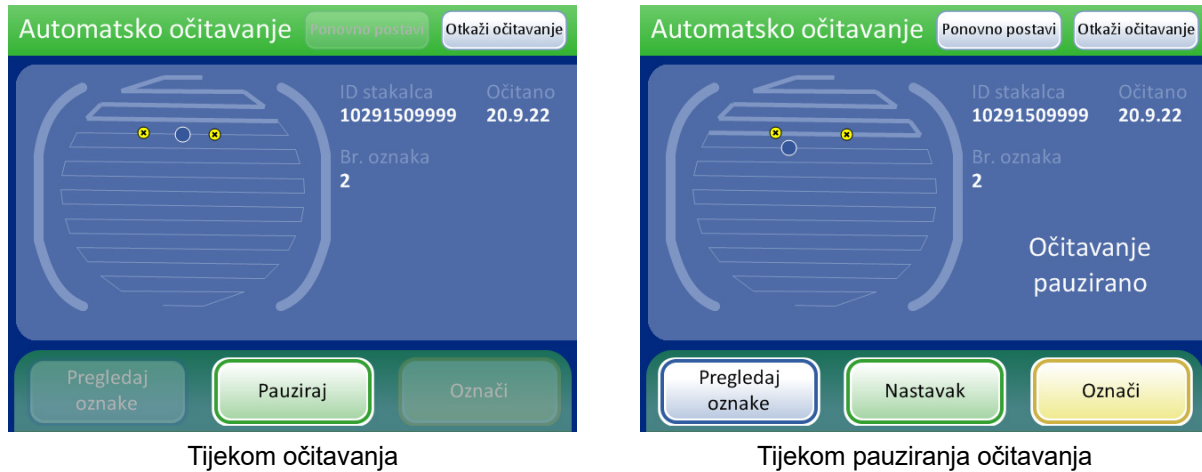 Automatsko očitavanje
Ponovno postavi
Otkaži očitavanje
ID stakalca
Očitano
10291509999
20.9.22
Br. oznaka
2
Pregledaj
oznake
Pauziraj
Označi
Tijekom očitavanja
Automatsko očitavanje
Ponovno postavi
Otkaži očitavanje
ID stakalca
Očitano
10291509999
20.9.22
Br. oznaka
2
Očitavanje
pauzirano
Pregledaj
oznake
Nastavak
Označi
Tijekom pauziranja očitavanja